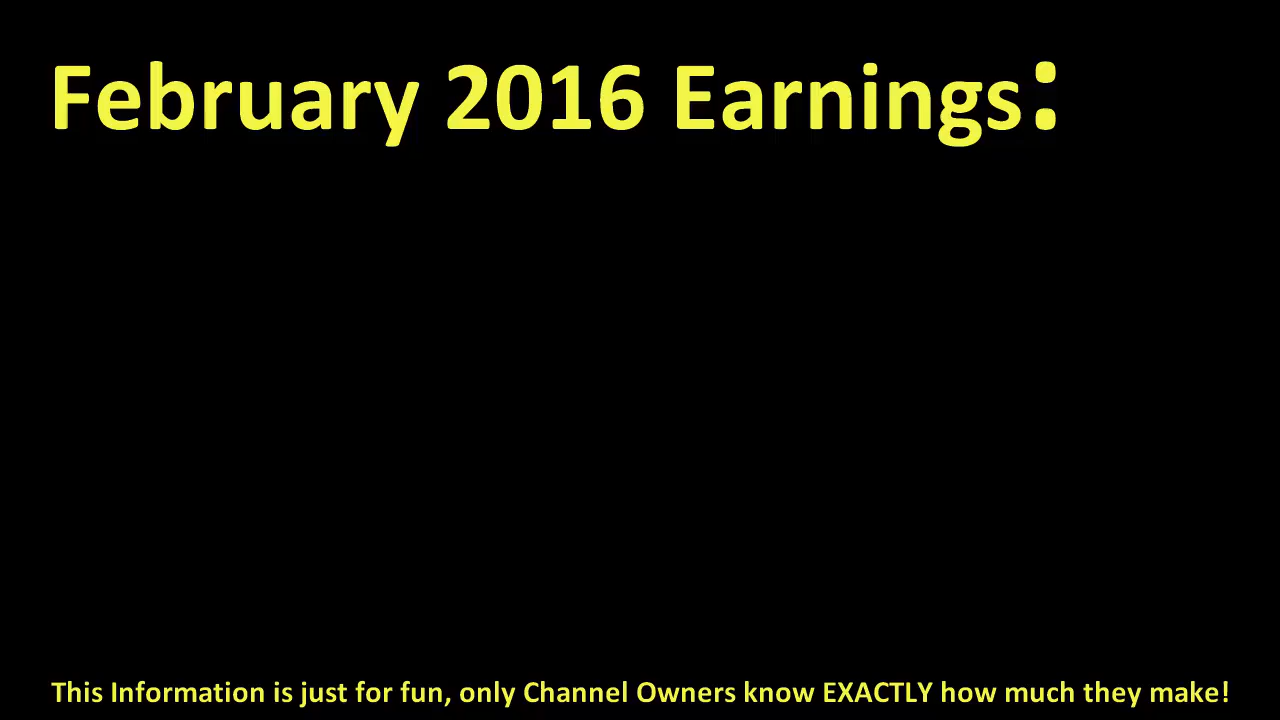 February 2016 Earnings:
This Information is just for fun, only Channel Owners know EXACTLY how much they make!